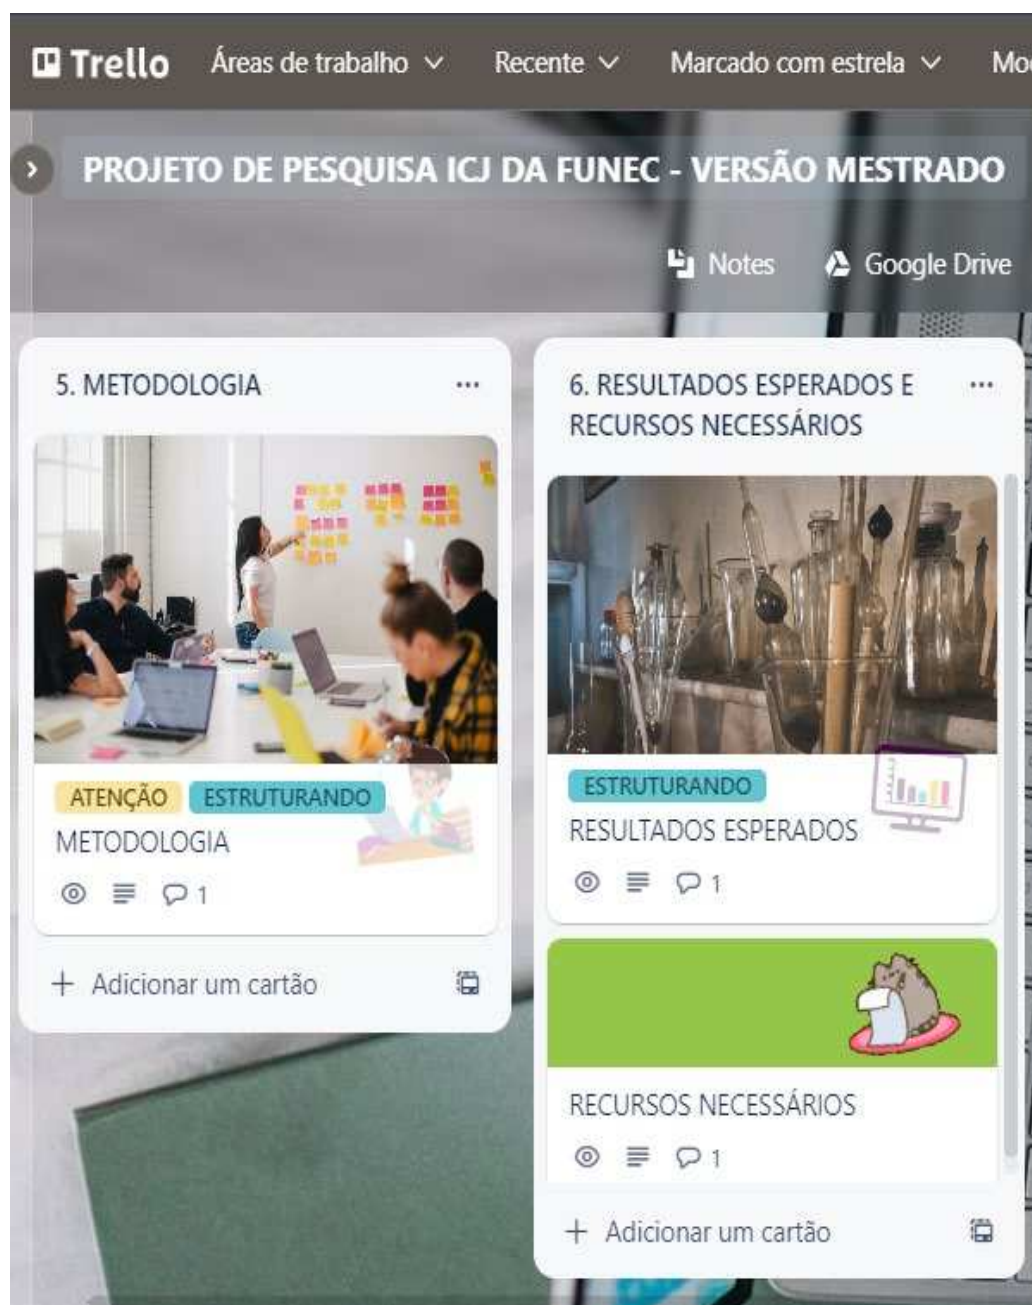 Trello Áreas de trabalho Recente Marcado com estrela
PROJETO DE PESQUISA ICJ DA FUNEC - VERSÃO MESTRADO
Notes Google Drive
5. METODOLOGIA
ATENÇÃO ESTRUTURANDO
METODOLOGIA
1
+ Adicionar um cartão
6. RESULTADOS ESPERADOS E
RECURSOS NECESSÁRIOS
ESTRUTURANDO
RESULTADOS ESPERADOS
1
RECURSOS NECESSÁRIOS
1
+ Adicionar um cartão